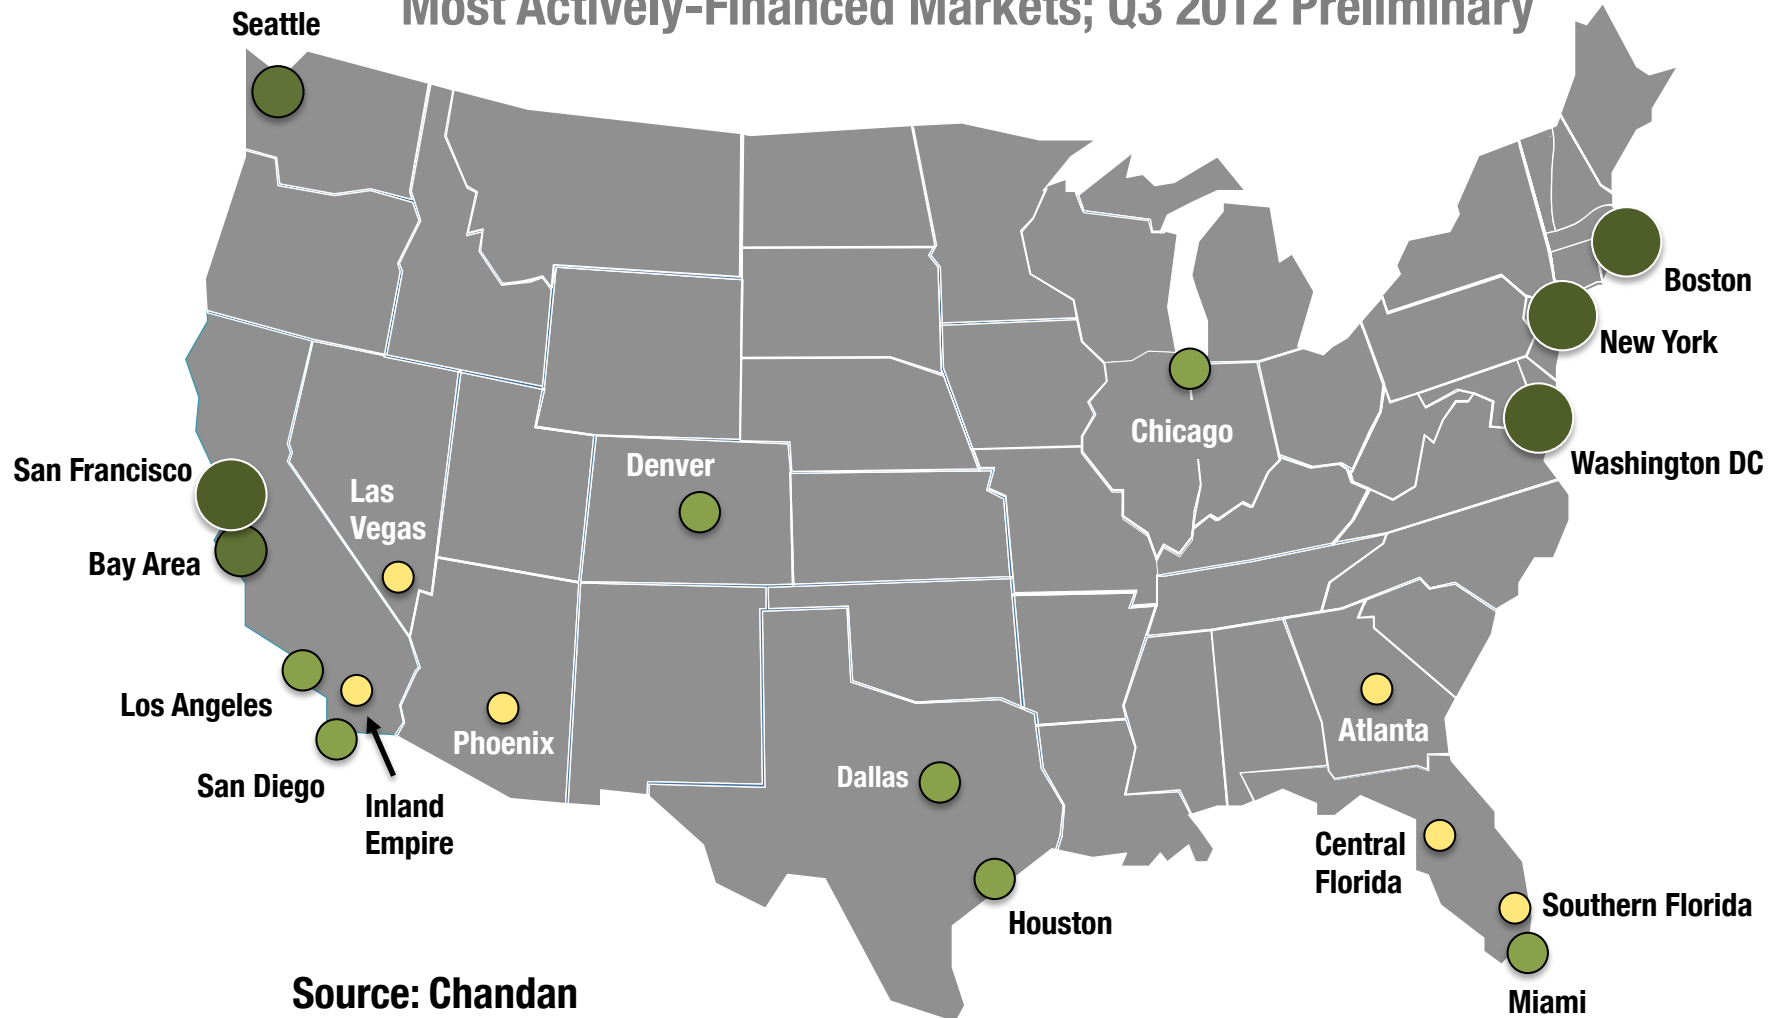 Most Actively-Financed Markets; Q3 2012 Preliminary
Seattle
Boston
New York
Chicago
Washington DC
San Francisco
Denver
Las
Vegas
Bay Area
Los Angeles
Phoenix
Atlanta
San Diego
Dallas
Inland
Empire
Central
Florida
Southern Florida
Houston
Source: Chandan
Miami